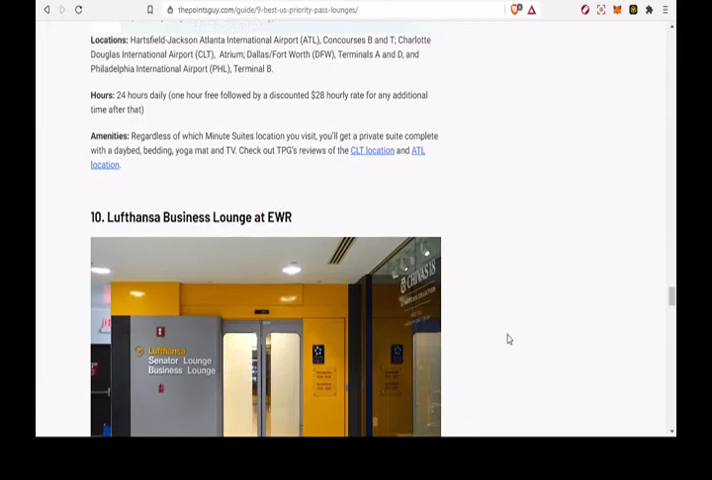 thepointsguy.com/guide/9-best-us-priority-pass-lounges/
Locations: Hartsfield-Jackson Atlanta International Airport (ATL), Concourses B and T; Charlotte
Douglas International Airport (CLT), Atrium; Dallas/Fort Worth (DFW), Terminals A and D, and
Philadelphia International Airport (PHL), Terminal B.
Hours: 24 hours daily (one hour free followed by a discounted $28 hourly rate for any additional
time after that)
Amenities: Regardless of which Minute Suites location you visit, you'll get a private suite complete
with a daybed, bedding, yoga mat and TV. Check out TPG's reviews of the CLT location and ATL
location.
10. Lufthansa Business Lounge at EWR
CHIVAS 18
Lufthansa
Senator Lounge
Business Lounge